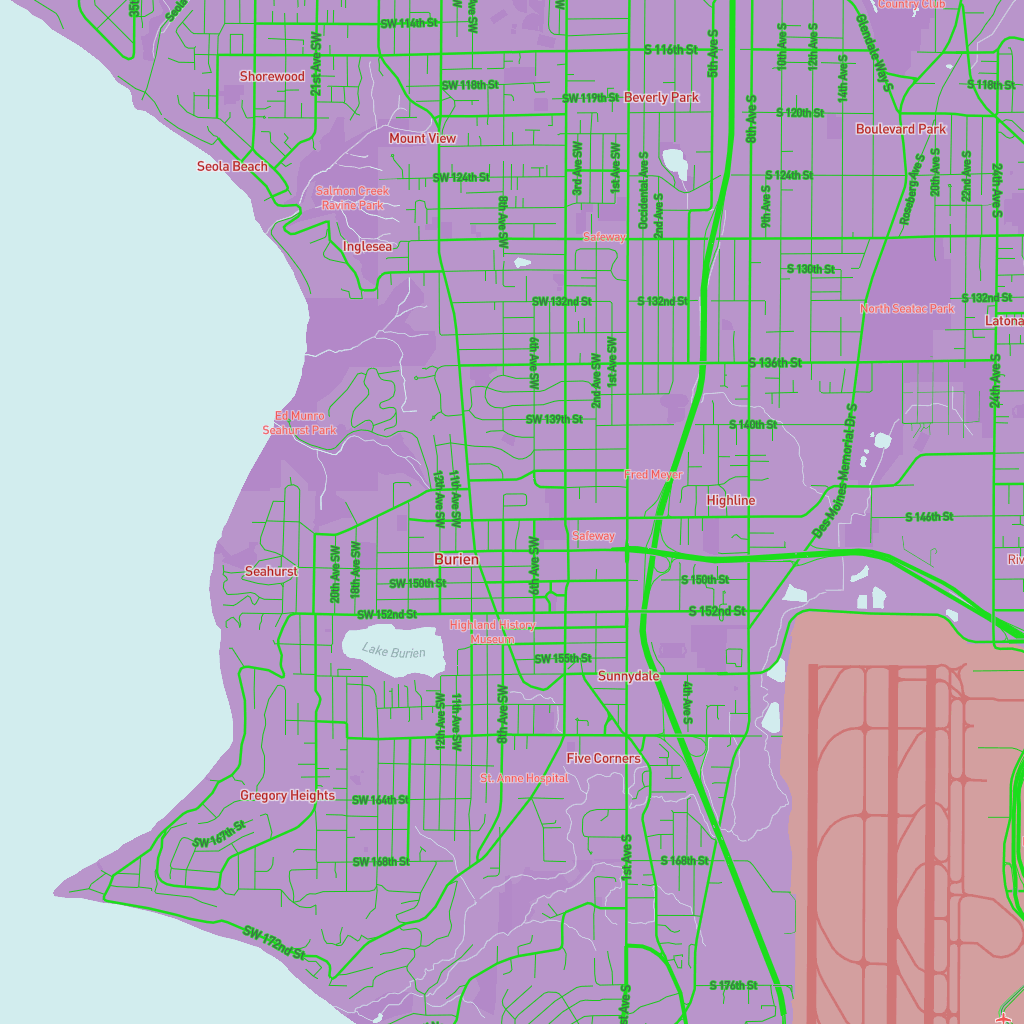 Country Club
35th
Seola
SW 114th St
Ave SW
S 116th St
5th Ave S
10th Ave S
12th Ave S
Glendale Way S
Shorewood
21st Ave SW
SW 118th St
SW 119th St
Beverly Park
14th Ave S
S 118th St
8th Ave S
S 120th St
Boulevard Park
Mount View
Seola Beach
SW 124th St
3rd Ave SW
1st Ave SW
Occidental Ave S
2nd Ave S
S 124th St
9th Ave S
Roseberg Ave S
20th Ave S
22nd Ave S
24th Ave S
Salmon Creek
Ravine Park
8th Ave SW
Inglesea
Safeway
S 130th St
SW 132nd St
S 132nd St
S 132nd St
North Seatac Park
Latona
6th Ave SW
2nd Ave SW
1st Ave SW
S 136th St
24th Ave S
Ed Munro
Seahurst Park
SW 139th St
S 140th St
Des Moines Memorial Dr S
12th Ave SW
11th Ave SW
Fred Meyer
Highline
S 146th St
Safeway
Burien
6th Ave SW
Seahurst
20th Ave SW
18th Ave SW
SW 150th St
S 150th St
Riv
SW 152nd St
S 152nd St
Highland History
Museum
Lake Burien
SW 155th St
Sunnydale
12th Ave SW
11th Ave SW
8th Ave SW
4th Ave S
Five Corners
St. Anne Hospital
Gregory Heights
SW 164th St
SW 167th St
SW 168th St
1st Ave S
S 168th St
SW 172nd St
S 176th St
st Ave S